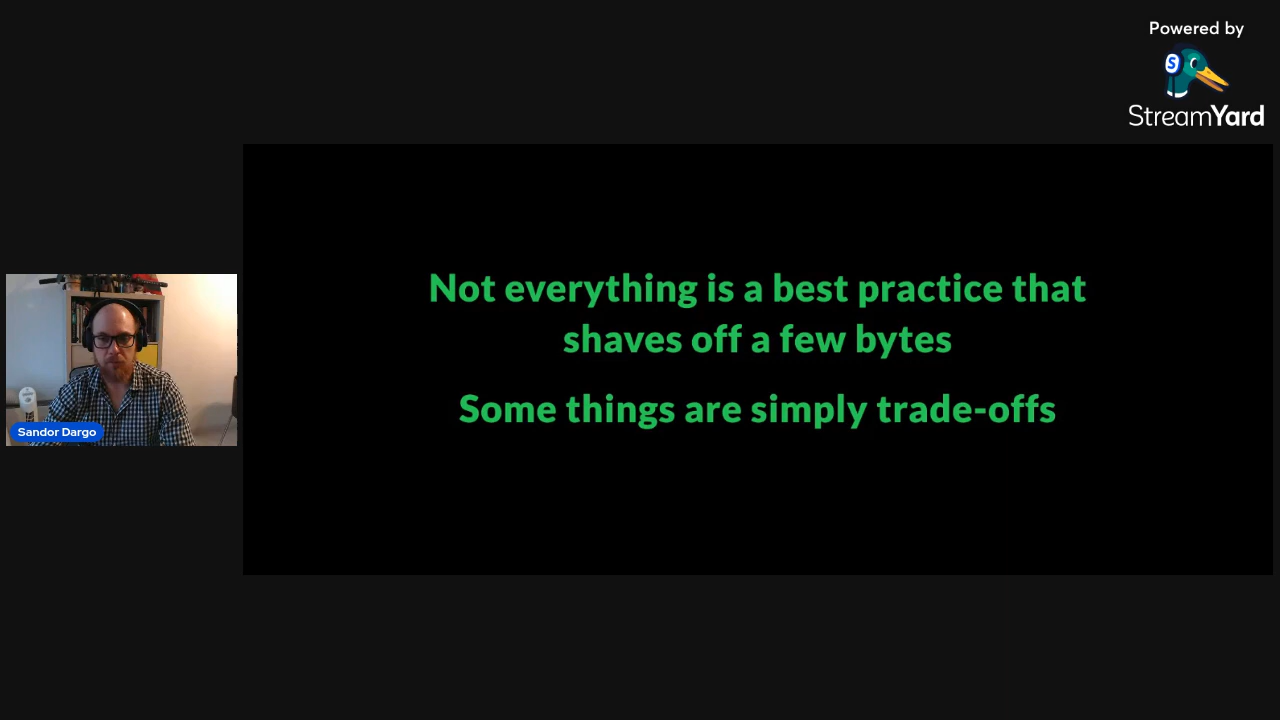 Powered by
S
StreamYard
Not everything is a best practice that
shaves off a few bytes
Some things are simply trade-offs
Sandor Dargo